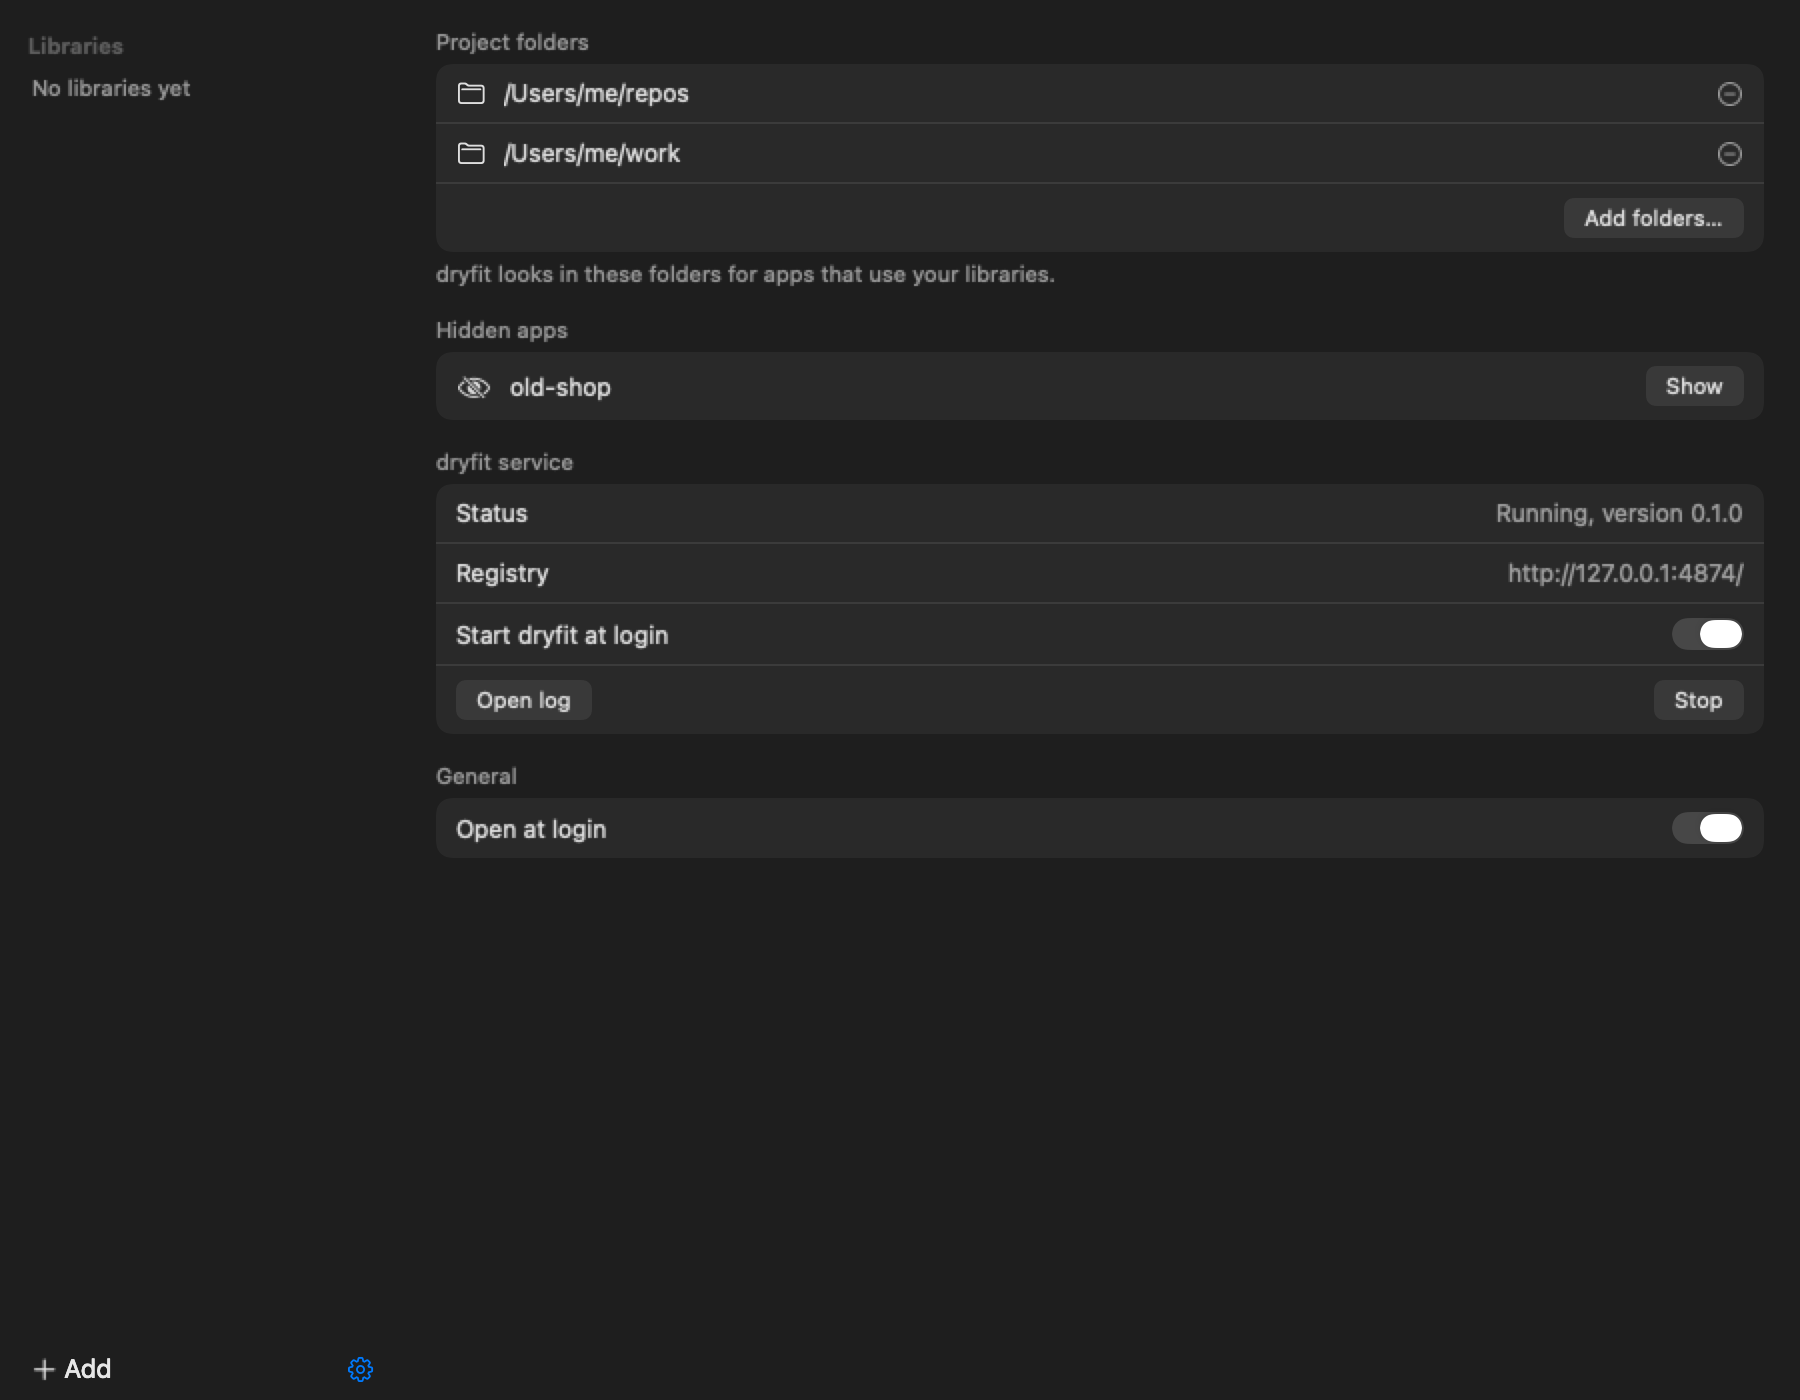 Libraries
No libraries yet
Project folders
/Users/me/repos
/Users/me/work
Add folders...
dryfit looks in these folders for apps that use your libraries.
Hidden apps
old-shop
Show
dryfit service
Status
Running, version 0.1.0
Registry
http://127.0.0.1:4874/
Start dryfit at login
Open log
Stop
General
Open at login
Add